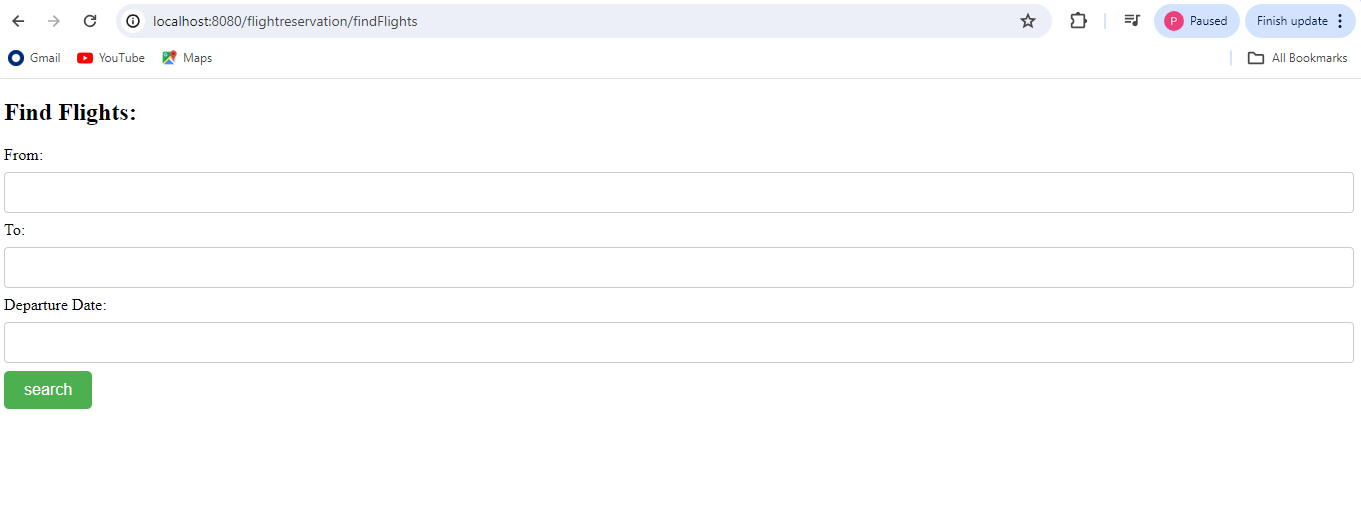 localhost:8080/flightreservation/findFlights
P Paused
Finish update
Gmail YouTube Maps All Bookmarks
Find Flights:
From:
To:
Departure Date:
search